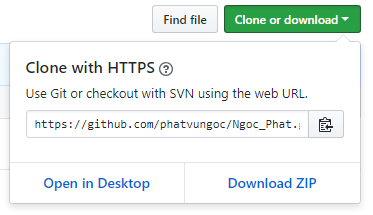 Find file Clone or download
Clone with HTTPS ?
Use Git or checkout with SVN using the web URL.
https://github.com/phatvungoc/Ngoc_Phat.g
Open in Desktop Download ZIP